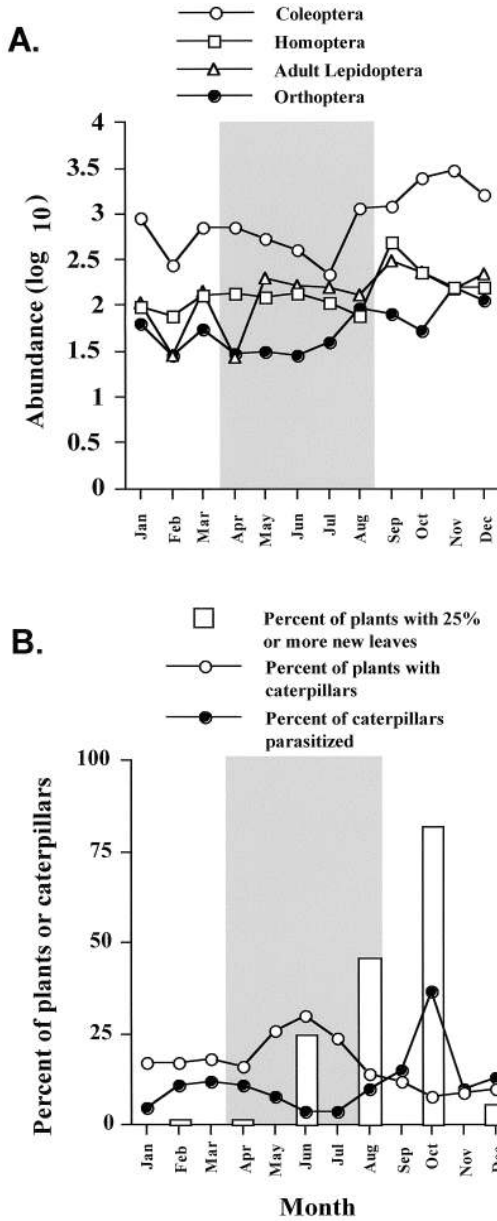 A.
Coleoptera
Homoptera
Adult Lepidoptera
Orthoptera
Abundance (log 10)
4
3.5
3
2.5
2
1.5
1
0.5
0
Jan
Feb
Mar
Apr
May
Jun
Jul
Aug
Sep
Oct
Nov
Dec
B.
Percent of plants with 25%
or more new leaves
Percent of plants with
caterpillars
Percent of caterpillars
parasitized
Percent of plants or caterpillars
100
75
50
25
0
Jan
Feb
Mar
Apr
May
Jun
Jul
Aug
Sep
Oct
Nov
Dec
Month